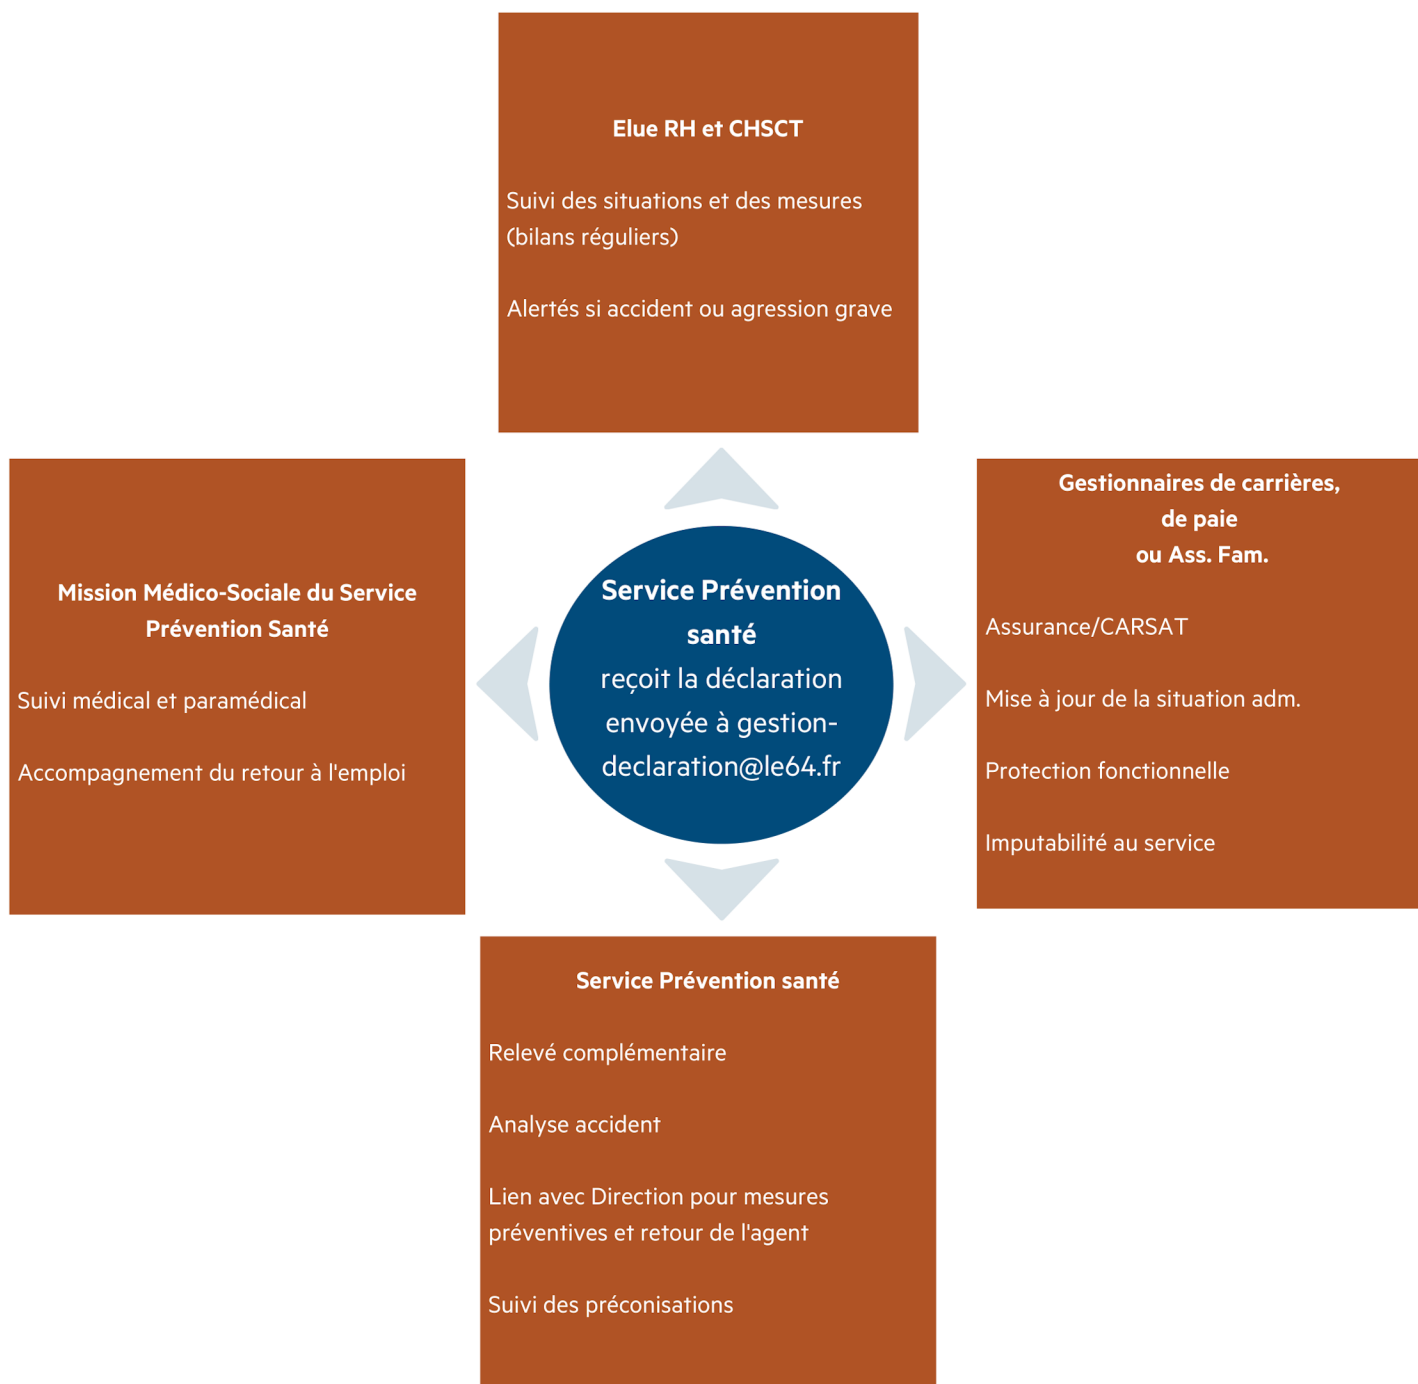 Elue RH et CHSCT
Suivi des situations et des mesures
(bilans réguliers)
Alertés si accident ou agression grave
Mission Médico-Sociale du Service
Prévention Santé
Suivi médical et paramédical
Accompagnement du retour à l'emploi
Service Prévention
santé
reçoit la déclaration
envoyée à gestion-
declaration@le64.fr
Gestionnaires de carrières,
de paie
ou Ass. Fam.
Assurance/CARSAT
Mise à jour de la situation adm.
Protection fonctionnelle
Imputabilité au service
Service Prévention santé
Relevé complémentaire
Analyse accident
Lien avec Direction pour mesures
préventives et retour de l'agent
Suivi des préconisations